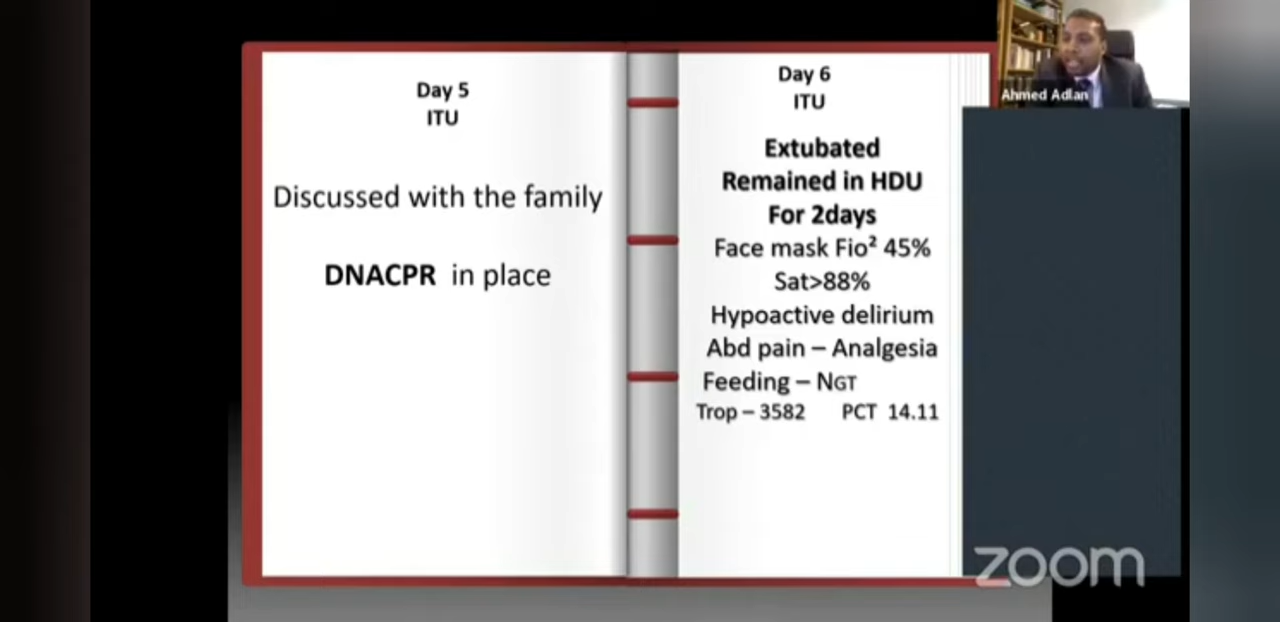 Day 5
ITU
Discussed with the family
DNACPR in place
Day 6
ITU
Extubated
Remained in HDU
For 2days
Face mask Fio² 45%
Sat>88%
Hypoactive delirium
Abd pain – Analgesia
Feeding – NGT
Trop – 3582 PCT 14.11
Ahmed Adlan
zoom